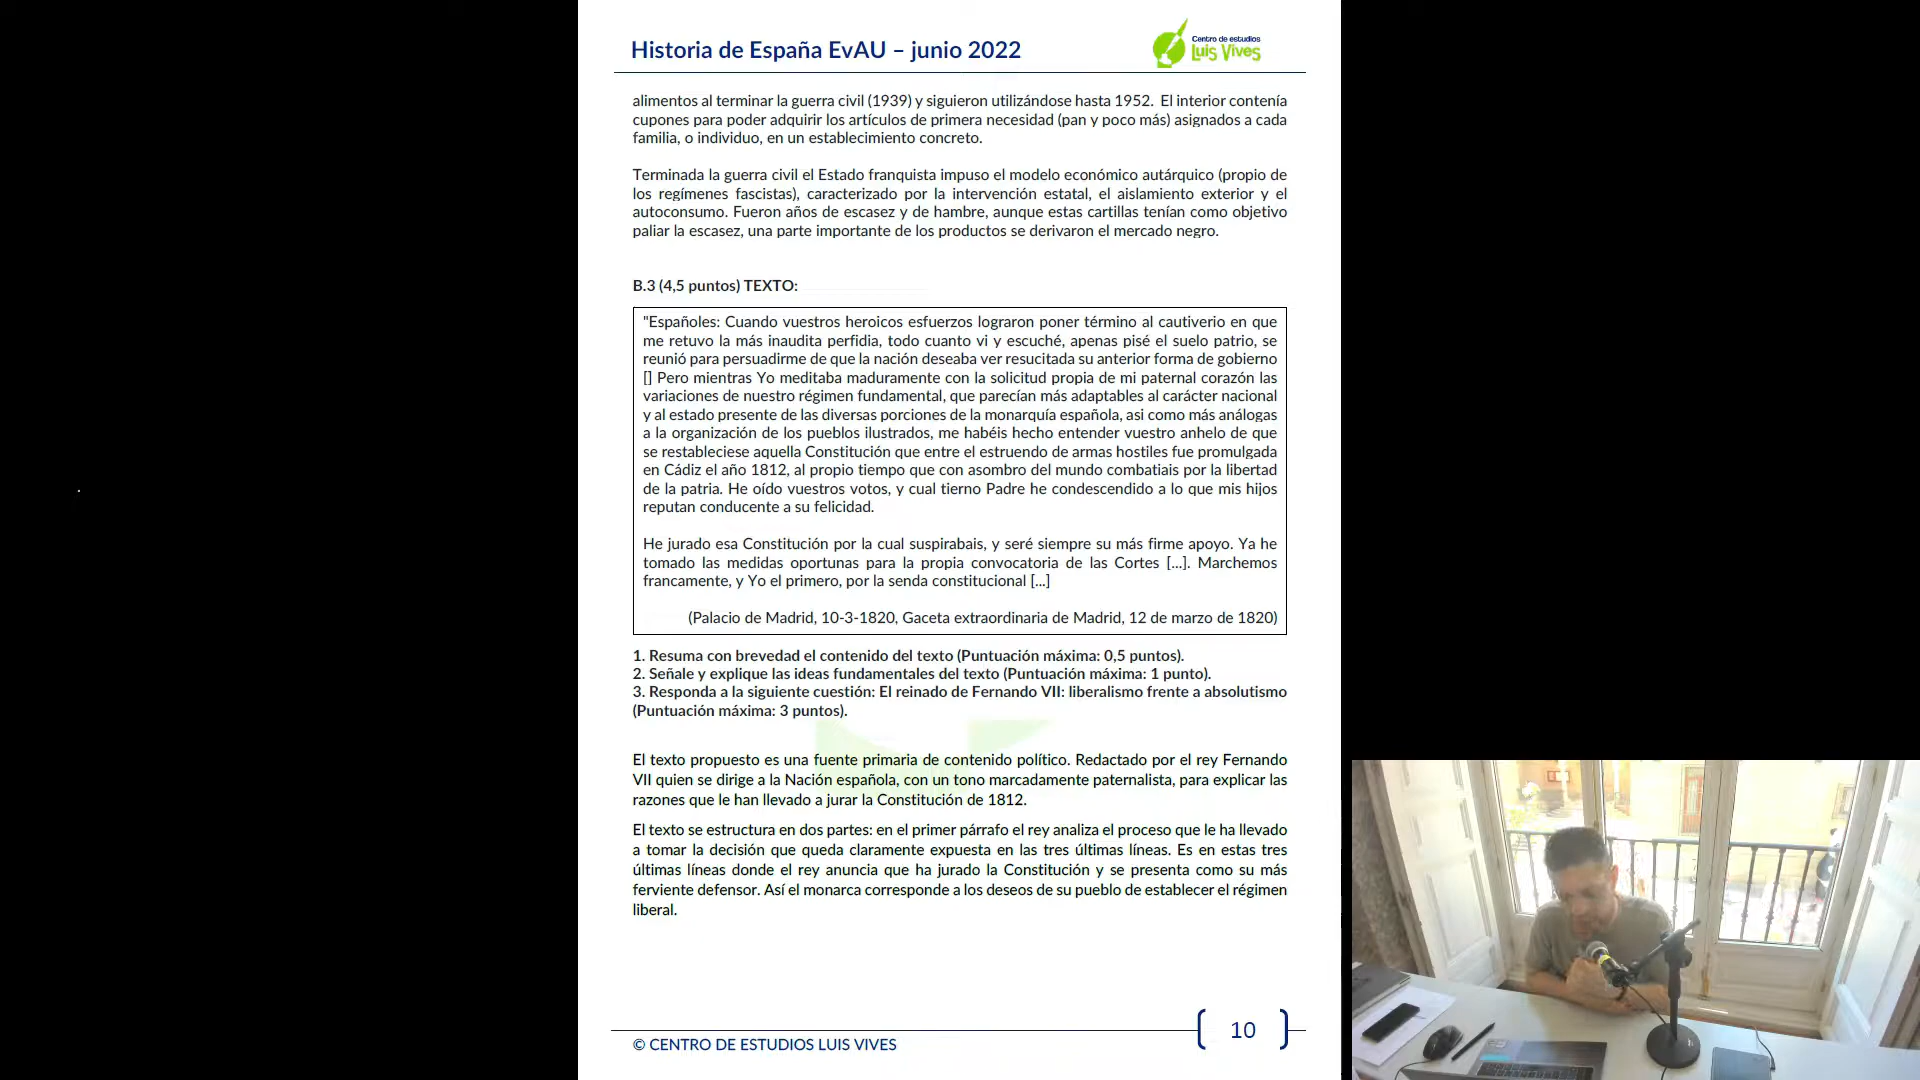 Historia de España EvAU – junio 2022
Centro de estudios
Luis Vives
alimentos al terminar la guerra civil (1939) y siguieron utilizándose hasta 1952. El interior contenía
cupones para poder adquirir los artículos de primera necesidad (pan y poco más) asignados a cada
familia, o individuo, en un establecimiento concreto.
Terminada la guerra civil el Estado franquista impuso el modelo económico autárquico (propio de
los regímenes fascistas), caracterizado por la intervención estatal, el aislamiento exterior y el
autoconsumo. Fueron años de escasez y de hambre, aunque estas cartillas tenían como objetivo
paliar la escasez, una parte importante de los productos se derivaron el mercado negro.
B.3 (4,5 puntos) TEXTO:
"Españoles: Cuando vuestros heroicos esfuerzos lograron poner término al cautiverio en que
me retuvo la más inaudita perfidia, todo cuanto vi y escuché, apenas pisé el suelo patrio, se
reunió para persuadirme de que la nación deseaba ver resucitada su anterior forma de gobierno
[] Pero mientras Yo meditaba maduramente con la solicitud propia de mi paternal corazón las
variaciones de nuestro régimen fundamental, que parecían más adaptables al carácter nacional
y al estado presente de las diversas porciones de la monarquía española, asi como más análogas
a la organización de los pueblos ilustrados, me habéis hecho entender vuestro anhelo de que
se restableciese aquella Constitución que entre el estruendo de armas hostiles fue promulgada
en Cádiz el año 1812, al propio tiempo que con asombro del mundo combatiais por la libertad
de la patria. He oído vuestros votos, y cual tierno Padre he condescendido a lo que mis hijos
reputan conducente a su felicidad.
He jurado esa Constitución por la cual suspirabais, y seré siempre su más firme apoyo. Ya he
tomado las medidas oportunas para la propia convocatoria de las Cortes [...]. Marchemos
francamente, y Yo el primero, por la senda constitucional [...]
(Palacio de Madrid, 10-3-1820, Gaceta extraordinaria de Madrid, 12 de marzo de 1820)
1. Resuma con brevedad el contenido del texto (Puntuación máxima: 0,5 puntos).
2. Señale y explique las ideas fundamentales del texto (Puntuación máxima: 1 punto).
3. Responda a la siguiente cuestión: El reinado de Fernando VII: liberalismo frente a absolutismo
(Puntuación máxima: 3 puntos).
El texto propuesto es una fuente primaria de contenido político. Redactado por el rey Fernando
VII quien se dirige a la Nación española, con un tono marcadamente paternalista, para explicar las
razones que le han llevado a jurar la Constitución de 1812.
El texto se estructura en dos partes: en el primer párrafo el rey analiza el proceso que le ha llevado
a tomar la decisión que queda claramente expuesta en las tres últimas líneas. Es en estas tres
últimas líneas donde el rey anuncia que ha jurado la Constitución y se presenta como su más
ferviente defensor. Así el monarca corresponde a los deseos de su pueblo de establecer el régimen
liberal.
10
© CENTRO DE ESTUDIOS LUIS VIVES